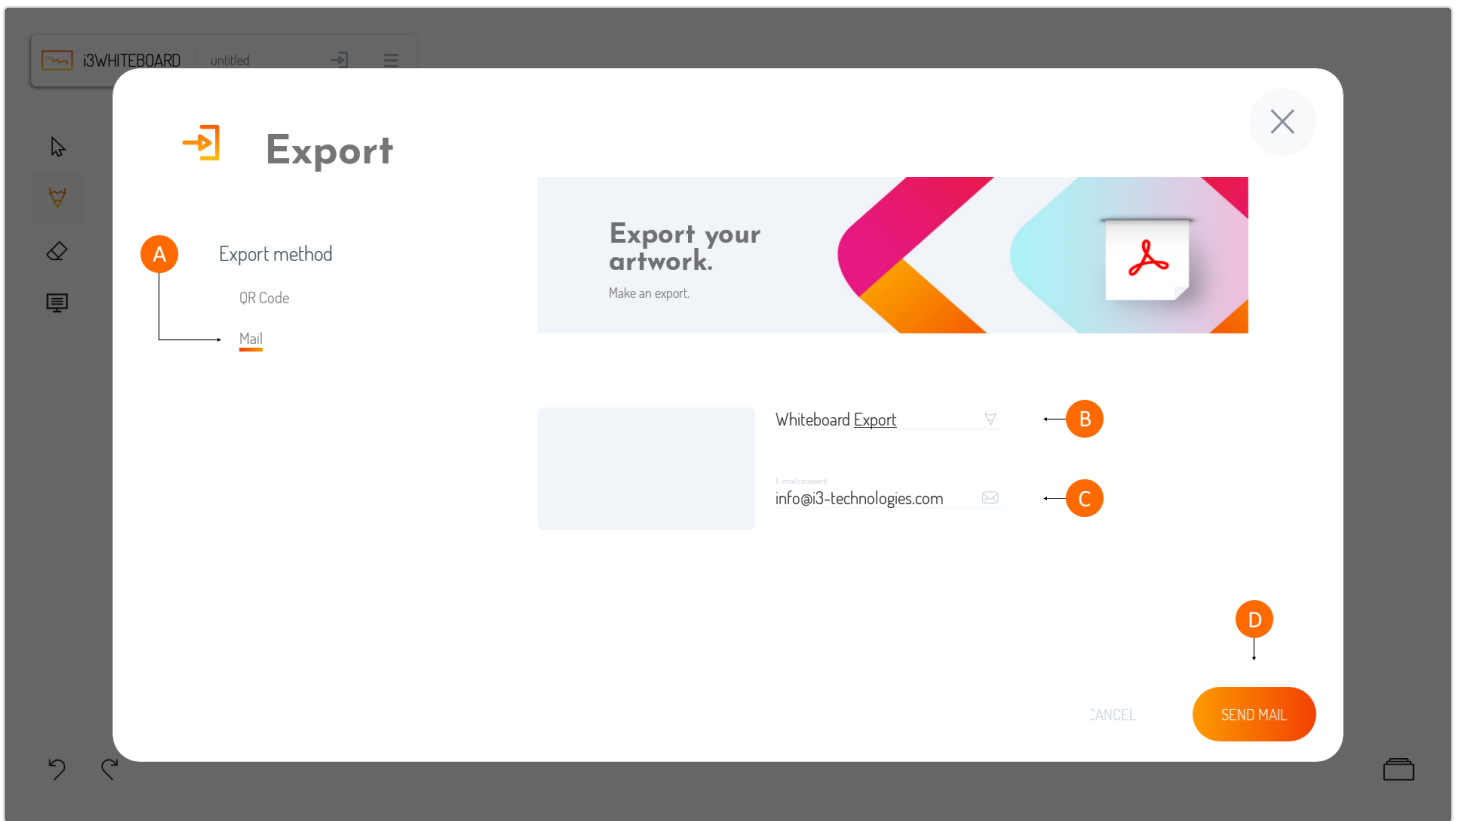 i3WHITEBOARD untitled
Export
A Export method
QR Code
Mail
Export your
artwork.
Make an export.
Whiteboard Export B
E-mail recepient:
info@i3-technologies.com C
D
CANCEL SEND MAIL